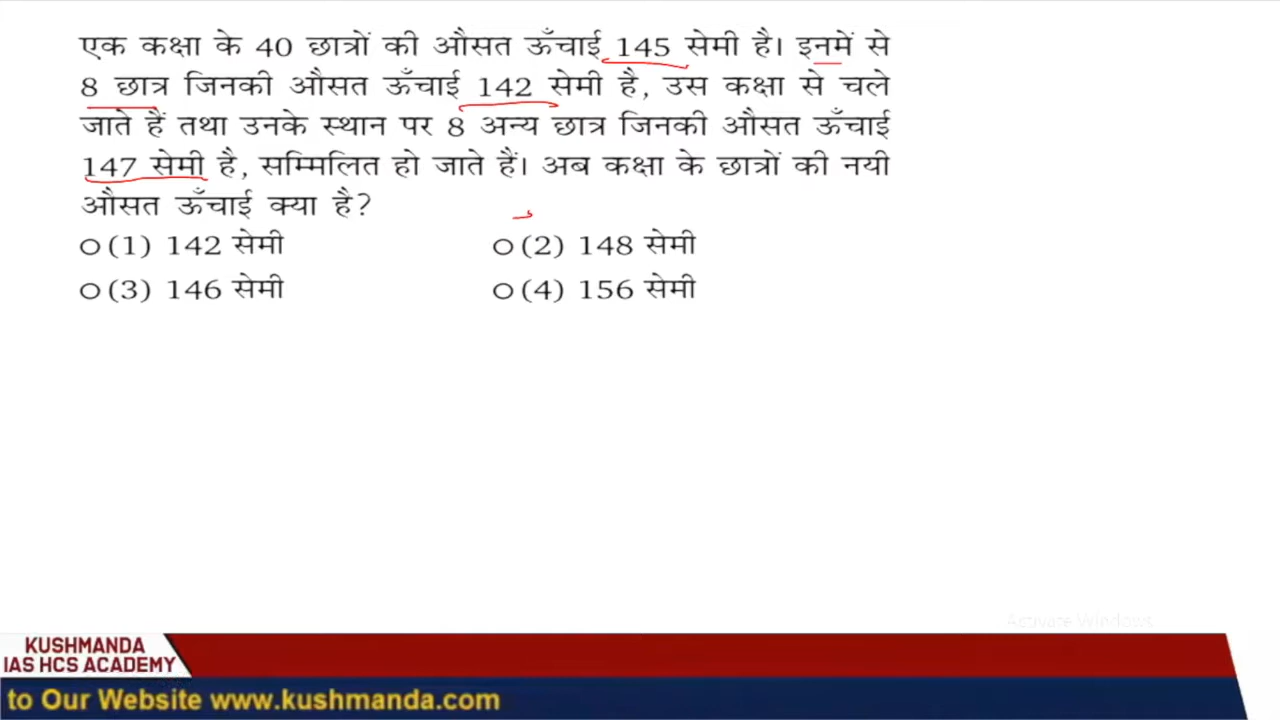 एक कक्षा के 40 छात्रों की औसत ऊँचाई 145 सेमी है। इनमें से
8 छात्र जिनकी औसत ऊँचाई 142 सेमी है, उस कक्षा से चले
जाते हैं तथा उनके स्थान पर 8 अन्य छात्र जिनकी औसत ऊँचाई
147 सेमी है, सम्मिलित हो जाते हैं। अब कक्षा के छात्रों की नयी
औसत ऊँचाई क्या है?
(1) 142 सेमी (2) 148 सेमी
(3) 146 सेमी (4) 156 सेमी
Activate Windows
KUSHMANDA
IAS HCS ACADEMY
to Our Website www.kushmanda.com